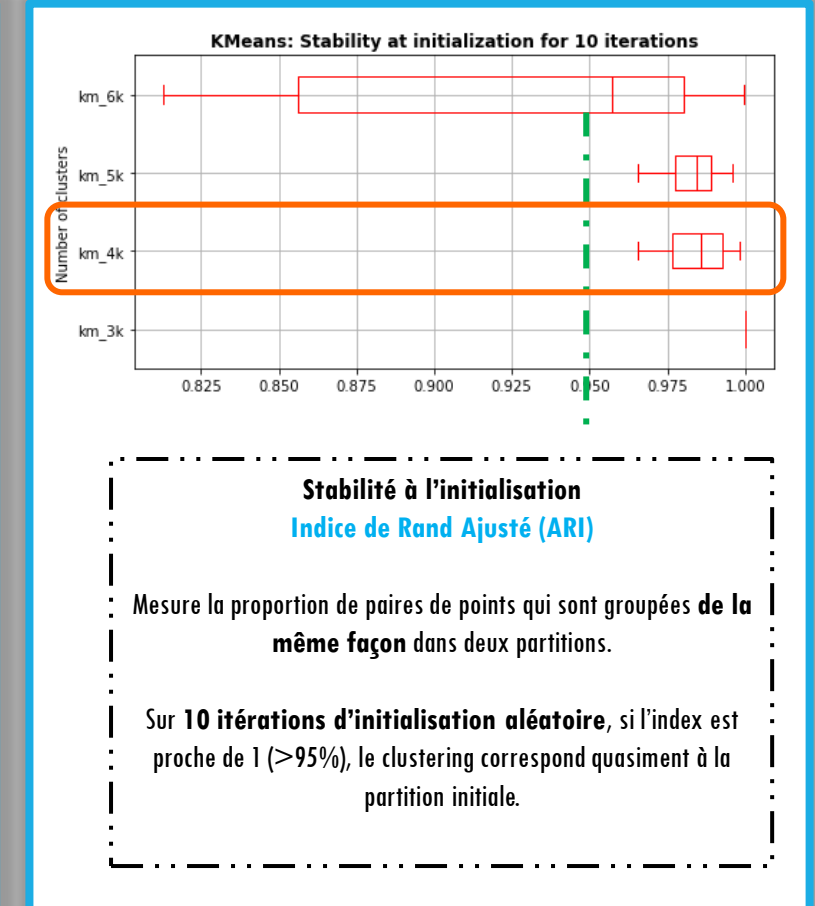 KMeans: Stability at initialization for 10 iterations
km_6k
km_5k
km_4k
km_3k
Number of clusters
0.825 0.850 0.875 0.900 0.925 0.950 0.975 1.000
Stabilité à l'initialisation
Indice de Rand Ajusté (ARI)
Mesure la proportion de paires de points qui sont groupées de la
même façon dans deux partitions.
Sur 10 itérations d'initialisation aléatoire, si l'index est
proche de 1 (>95%), le clustering correspond quasiment à la
partition initiale.